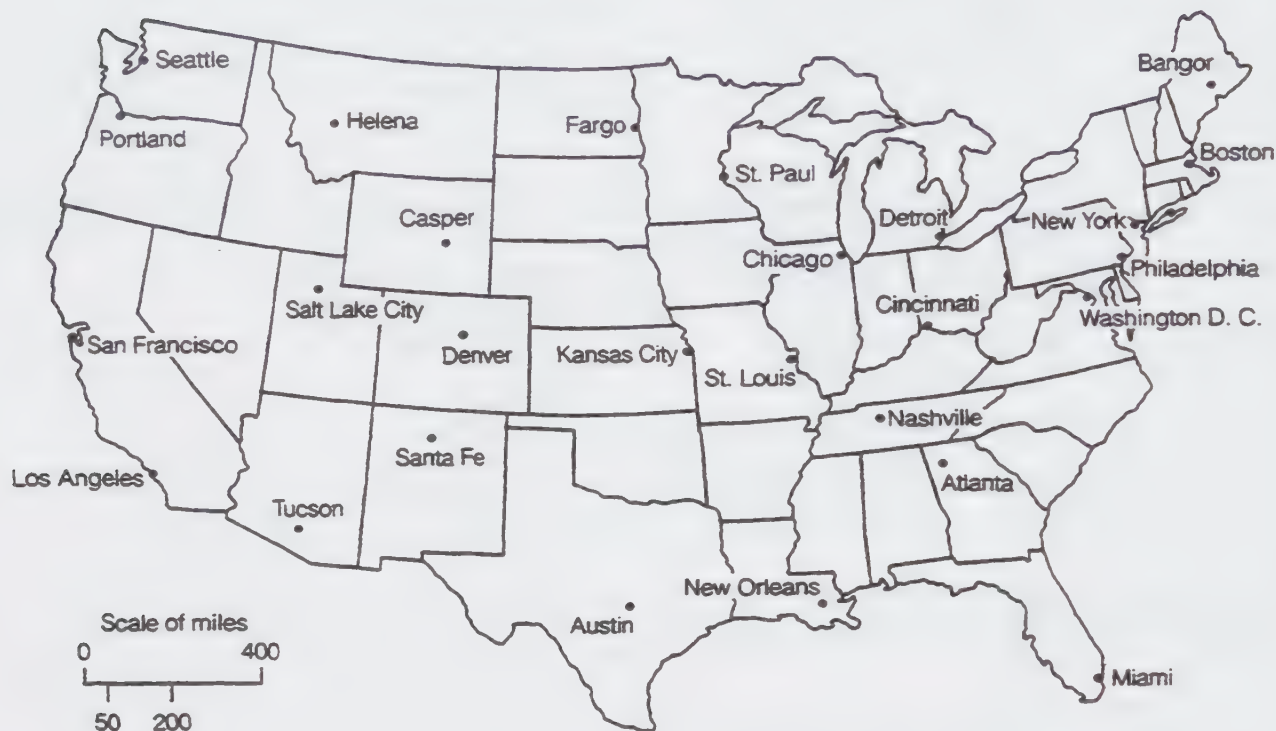 Seattle
Portland
Helena
Fargo
Bangor
St. Paul
Boston
Casper
Detroit
New York
Chicago
Philadelphia
Salt Lake City
Cincinnati
Washington D. C.
San Francisco
Denver
Kansas City
St. Louis
Nashville
Santa Fe
Los Angeles
Atlanta
Tucson
New Orleans
Austin
Miami
Scale of miles
0 400
50 200